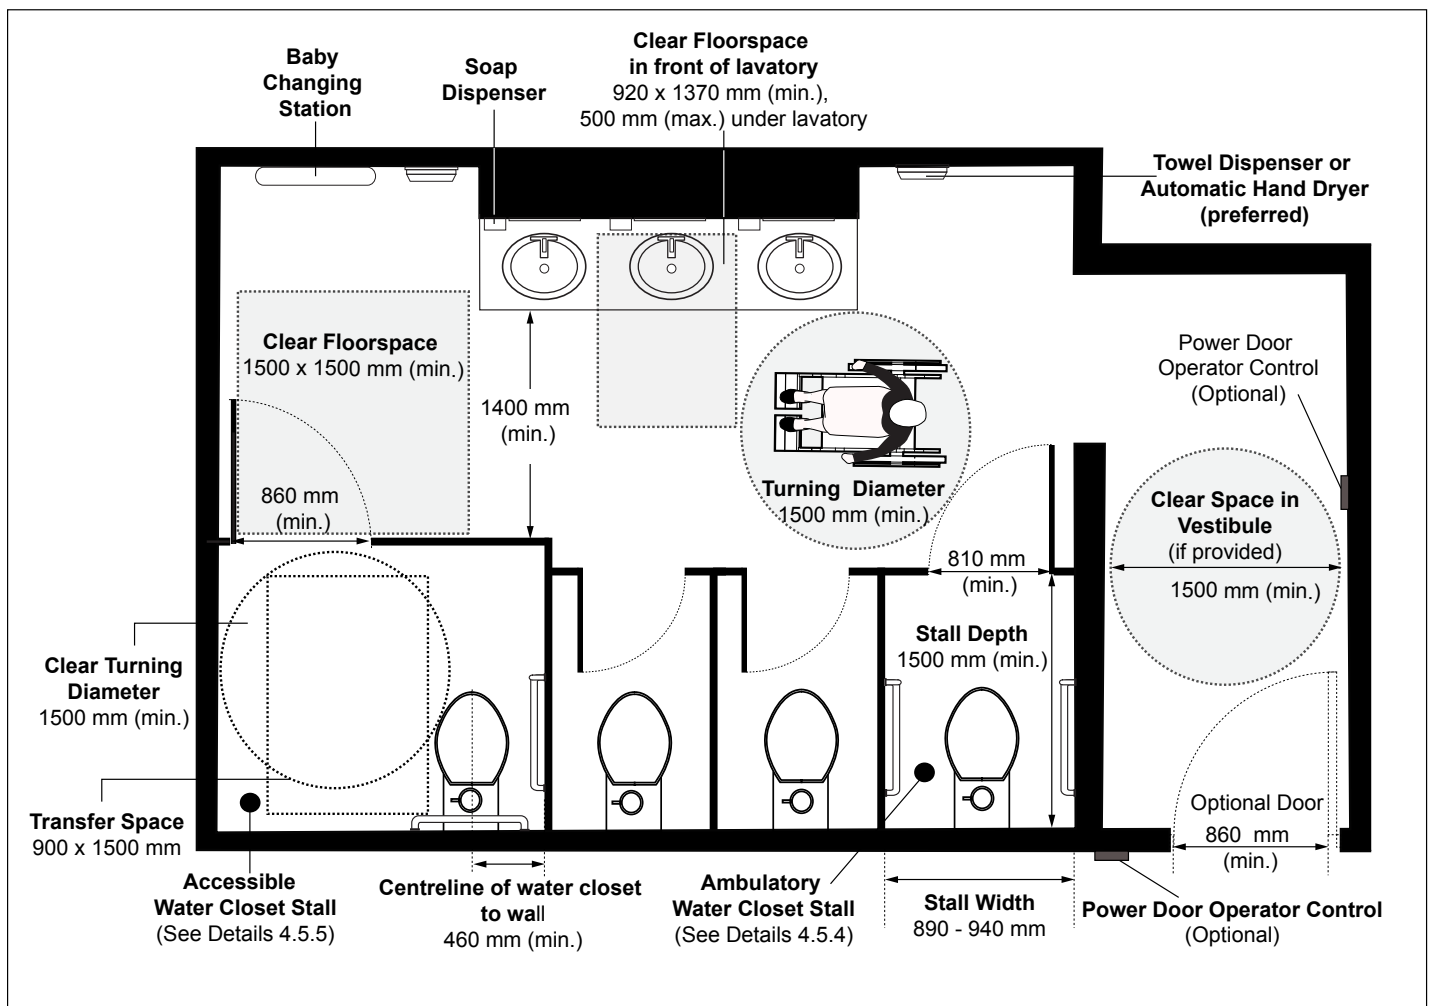 Baby
Changing
Station
Soap
Dispenser
Clear Floorspace
in front of lavatory
920 x 1370 mm (min.),
500 mm (max.) under lavatory
Towel Dispenser or
Automatic Hand Dryer
(preferred)
Clear Floorspace
1500 x 1500 mm (min.)
1400 mm
(min.)
Power Door
Operator Control
(Optional)
860 mm
(min.)
Turning Diameter
1500 mm (min.)
Clear Space in
Vestibule
(if provided)
1500 mm (min.)
810 mm
(min.)
Stall Depth
1500 mm (min.)
Clear Turning
Diameter
1500 mm (min.)
Transfer Space
900 x 1500 mm
Optional Door
860 mm
(min.)
Accessible
Water Closet Stall
(See Details 4.5.5)
Centreline of water closet
to wall
460 mm (min.)
Ambulatory
Water Closet Stall
(See Details 4.5.4)
Stall Width
890 - 940 mm
Power Door Operator Control
(Optional)